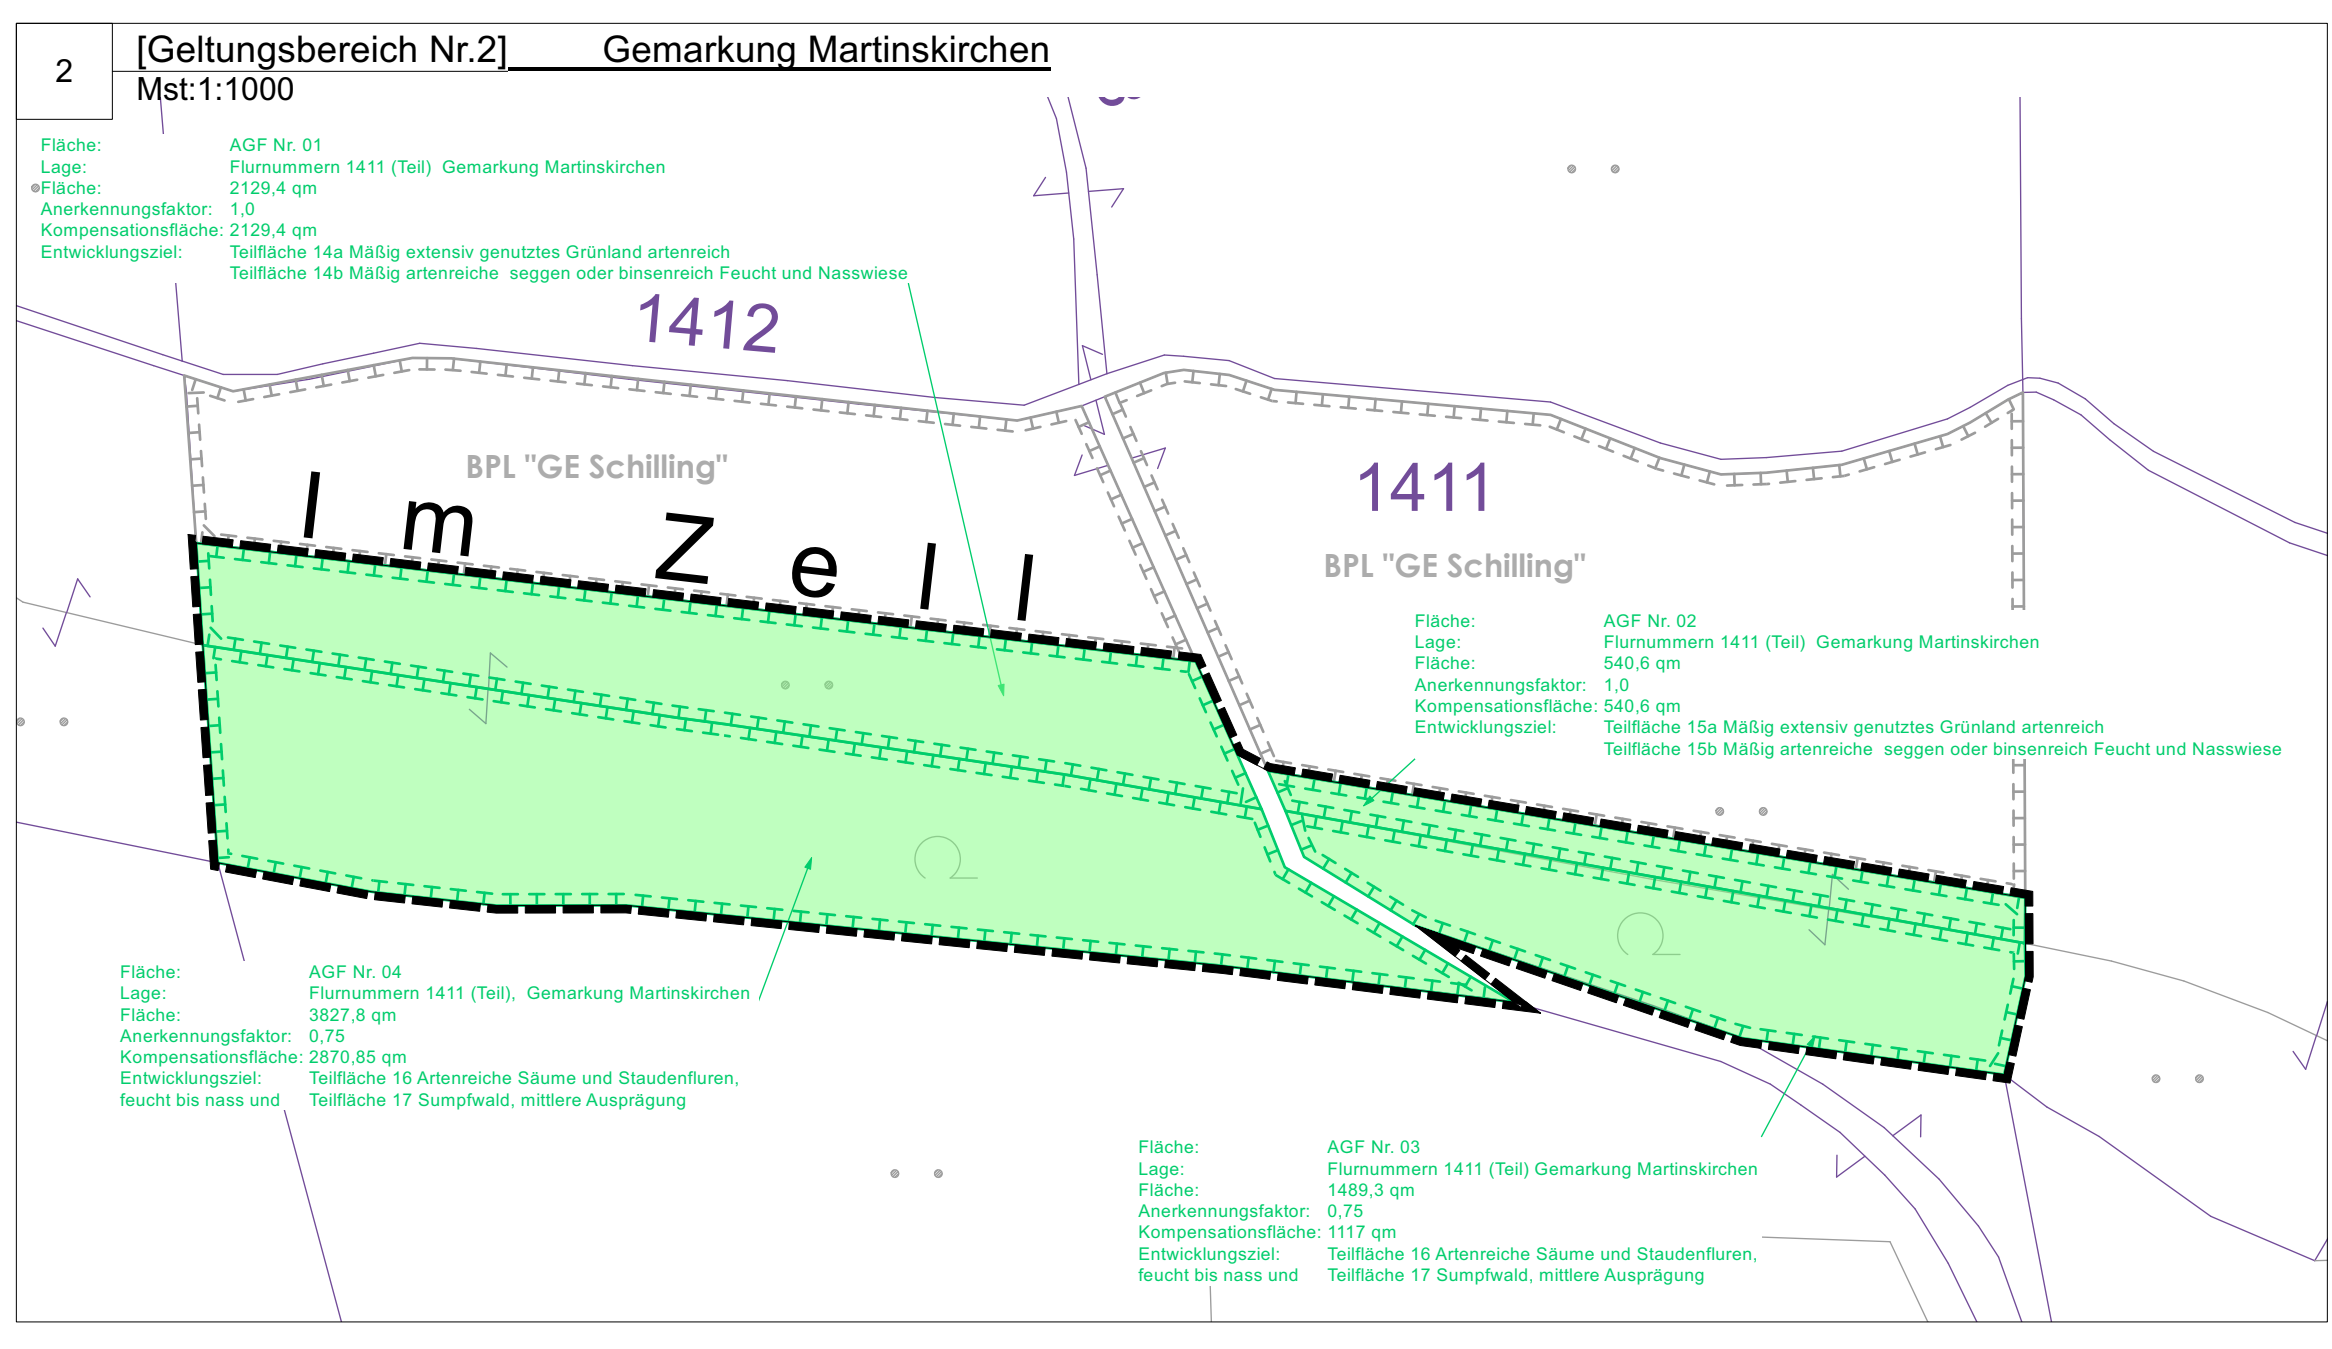 2
[Geltungsbereich Nr.2] Gemarkung Martinskirchen
Mst:1:1000
Fläche: AGF Nr. 01
Lage: Flurnummern 1411 (Teil) Gemarkung Martinskirchen
Fläche: 2129,4 qm
Anerkennungsfaktor: 1,0
Kompensationsfläche: 2129,4 qm
Entwicklungsziel: Teilfläche 14a Mäßig extensiv genutztes Grünland artenreich
Teilfläche 14b Mäßig artenreiche seggen oder binsenreich Feucht und Nasswiese
1412
BPL "GE Schilling"
Im Zell
1411
BPL "GE Schilling"
Fläche: AGF Nr. 02
Lage: Flurnummern 1411 (Teil) Gemarkung Martinskirchen
Fläche: 540,6 qm
Anerkennungsfaktor: 1,0
Kompensationsfläche: 540,6 qm
Entwicklungsziel: Teilfläche 15a Mäßig extensiv genutztes Grünland artenreich
Teilfläche 15b Mäßig artenreiche seggen oder binsenreich Feucht und Nasswiese
Fläche: AGF Nr. 04
Lage: Flurnummern 1411 (Teil), Gemarkung Martinskirchen
Fläche: 3827,8 qm
Anerkennungsfaktor: 0,75
Kompensationsfläche: 2870,85 qm
Entwicklungsziel: Teilfläche 16 Artenreiche Säume und Staudenfluren,
feucht bis nass und Teilfläche 17 Sumpfwald, mittlere Ausprägung
Fläche: AGF Nr. 03
Lage: Flurnummern 1411 (Teil) Gemarkung Martinskirchen
Fläche: 1489,3 qm
Anerkennungsfaktor: 0,75
Kompensationsfläche: 1117 qm
Entwicklungsziel: Teilfläche 16 Artenreiche Säume und Staudenfluren,
feucht bis nass und Teilfläche 17 Sumpfwald, mittlere Ausprägung